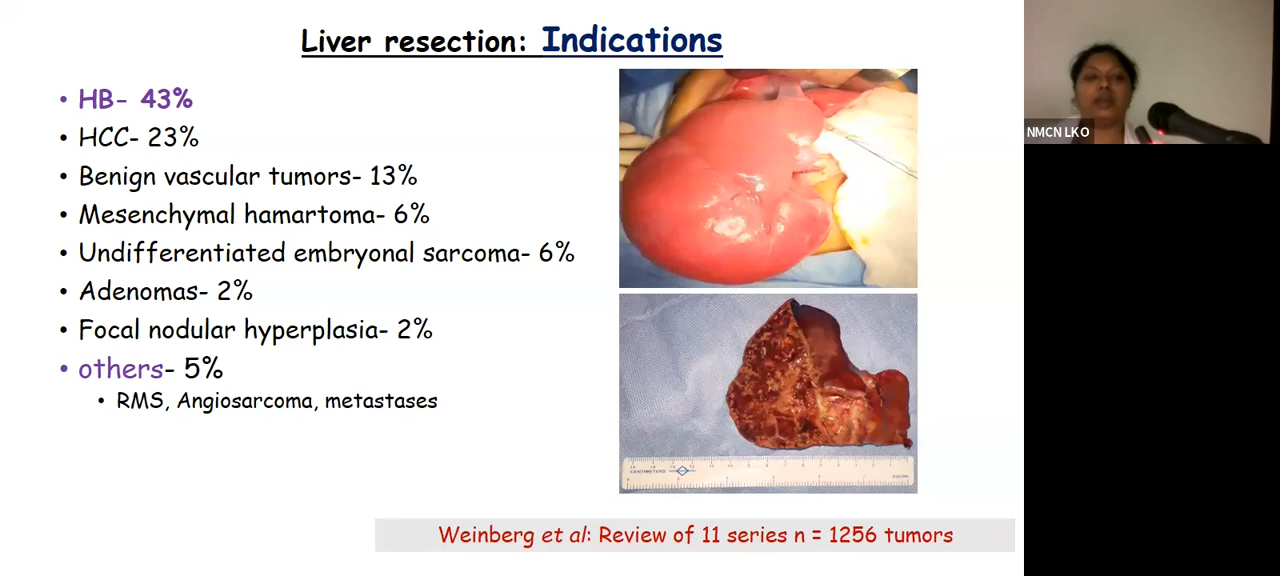 Liver resection: Indications
• HB- 43%
• HCC- 23%
• Benign vascular tumors- 13%
• Mesenchymal hamartoma- 6%
• Undifferentiated embryonal sarcoma- 6%
• Adenomas- 2%
• Focal nodular hyperplasia- 2%
• others- 5%
• RMS, Angiosarcoma, metastases
CENTIMETERS
Weinberg et al: Review of 11 series n = 1256 tumors
NMCN LKO